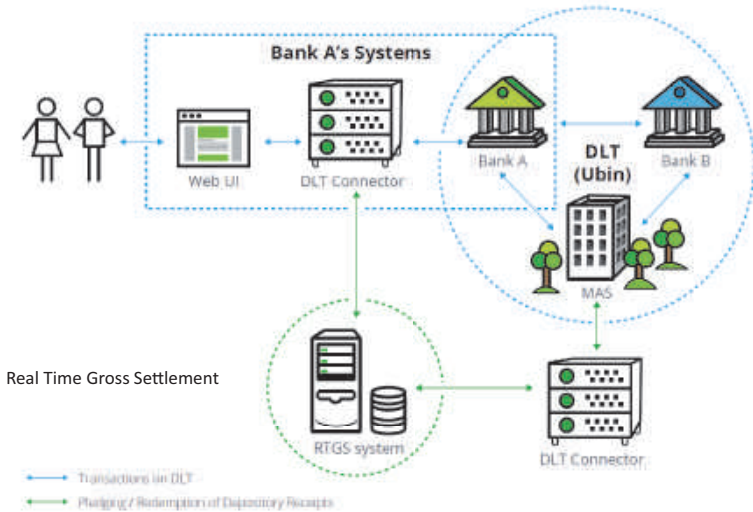 Bank A's Systems
Web UI
DLT Connector
Bank A
DLT
(Ubin)
Bank B
MAS
Real Time Gross Settlement
RTGS system
DLT Connector
Transactions on DLT
Pledging / Redemption of Depository Receipts